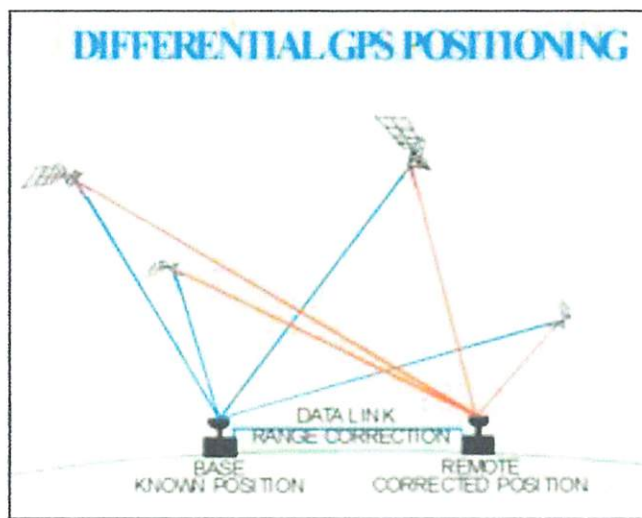 DIFFERENTIAL GPS POSITIONING
DATA LINK
RANGE CORRECTION
BASE
KNOWN POSITION
REMOTE
CORRECTED POSITION